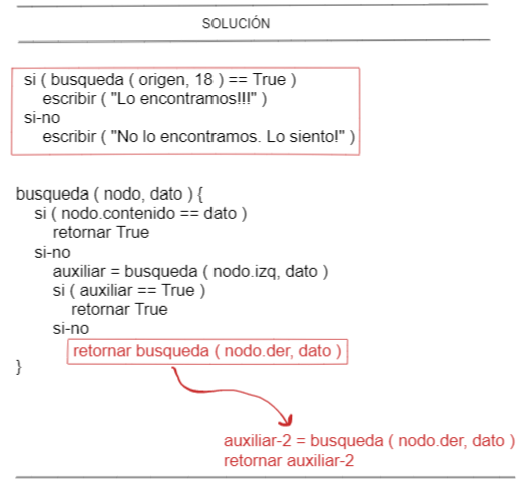 SOLUCIÓN
si ( busqueda ( origen, 18 ) == True )
escribir ( "Lo encontramos!!!" )
si-no
escribir ( "No lo encontramos. Lo siento!" )
busqueda ( nodo, dato ) {
si ( nodo.contenido == dato )
retornar True
si-no
auxiliar = busqueda ( nodo.izq, dato )
si ( auxiliar == True )
retornar True
si-no
retornar busqueda ( nodo.der, dato )
}
auxiliar-2 = busqueda ( nodo.der, dato )
retornar auxiliar-2